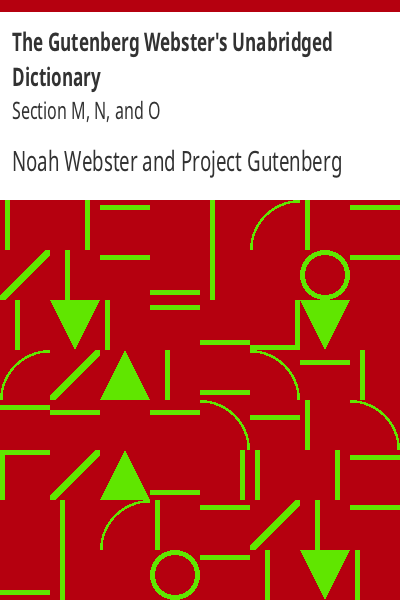 The Gutenberg Webster's Unabridged
Dictionary
Section M, N, and O
Noah Webster and Project Gutenberg